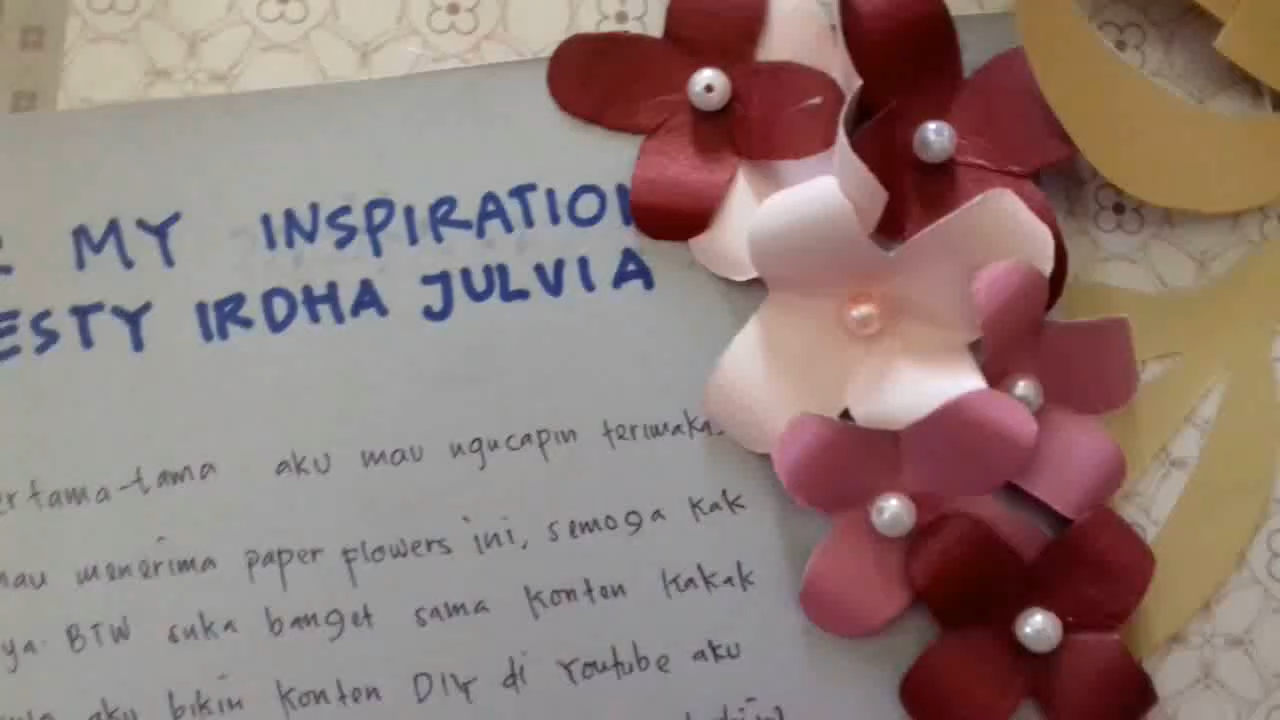 MY INSPIRATION
ESTY IRDHA JULVIA
ertama-tama aku mau ngucapin terimaka
mau menerima paper flowers ini, semoga kak
ya. BTW suka banget sama konten kakak
aku bikin konten DIY di Youtube aku